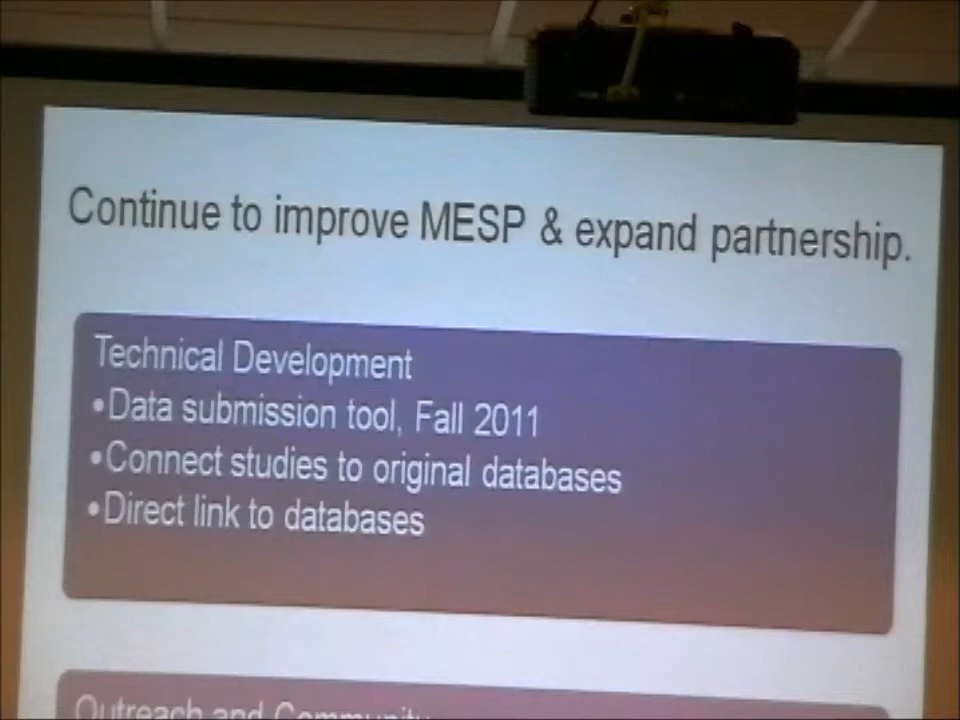 Continue to improve MESP & expand partnership.
Technical Development
•Data submission tool, Fall 2011
•Connect studies to original databases
•Direct link to databases
Outreach and Community